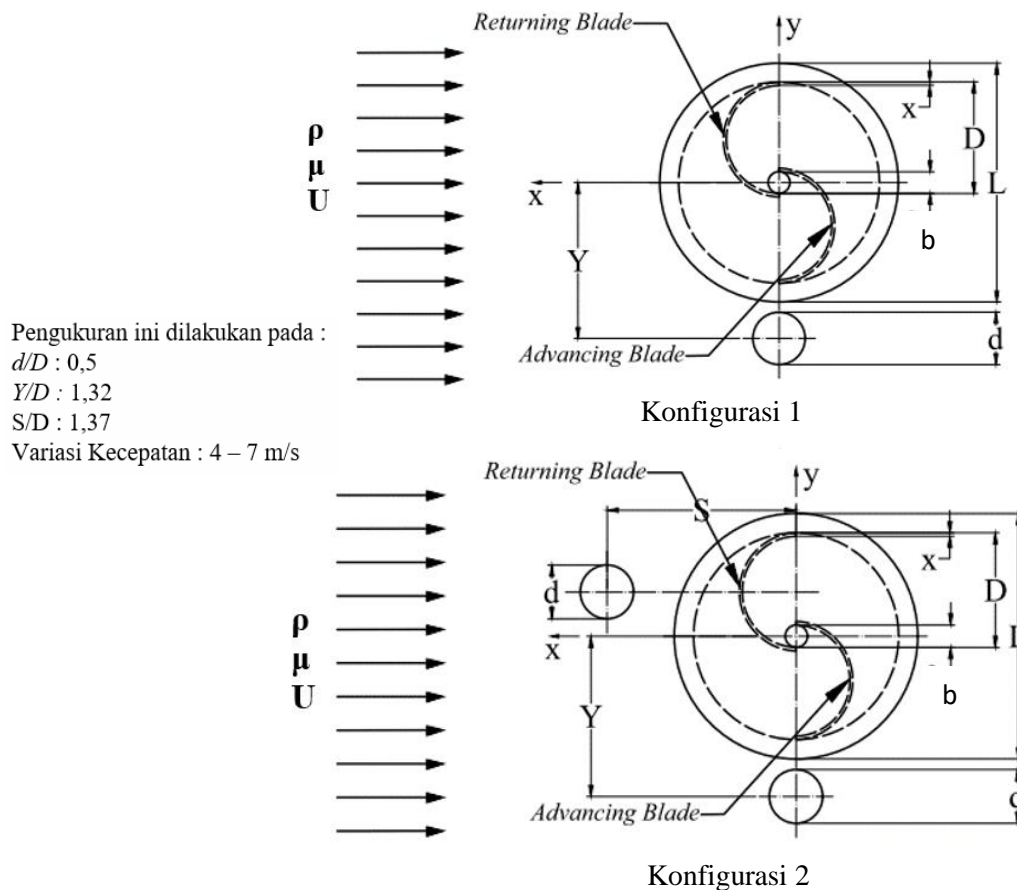 Returning Blade
y
x
D
L
ρ
μ
U
x
b
Y
Pengukuran ini dilakukan pada :
d/D : 0,5
Y/D : 1,32
S/D : 1,37
Variasi Kecepatan : 4 – 7 m/s
d
Advancing Blade
Konfigurasi 1
Returning Blade
y
S
x
D
d
ρ
μ
U
x
b
Y
Advancing Blade
Konfigurasi 2